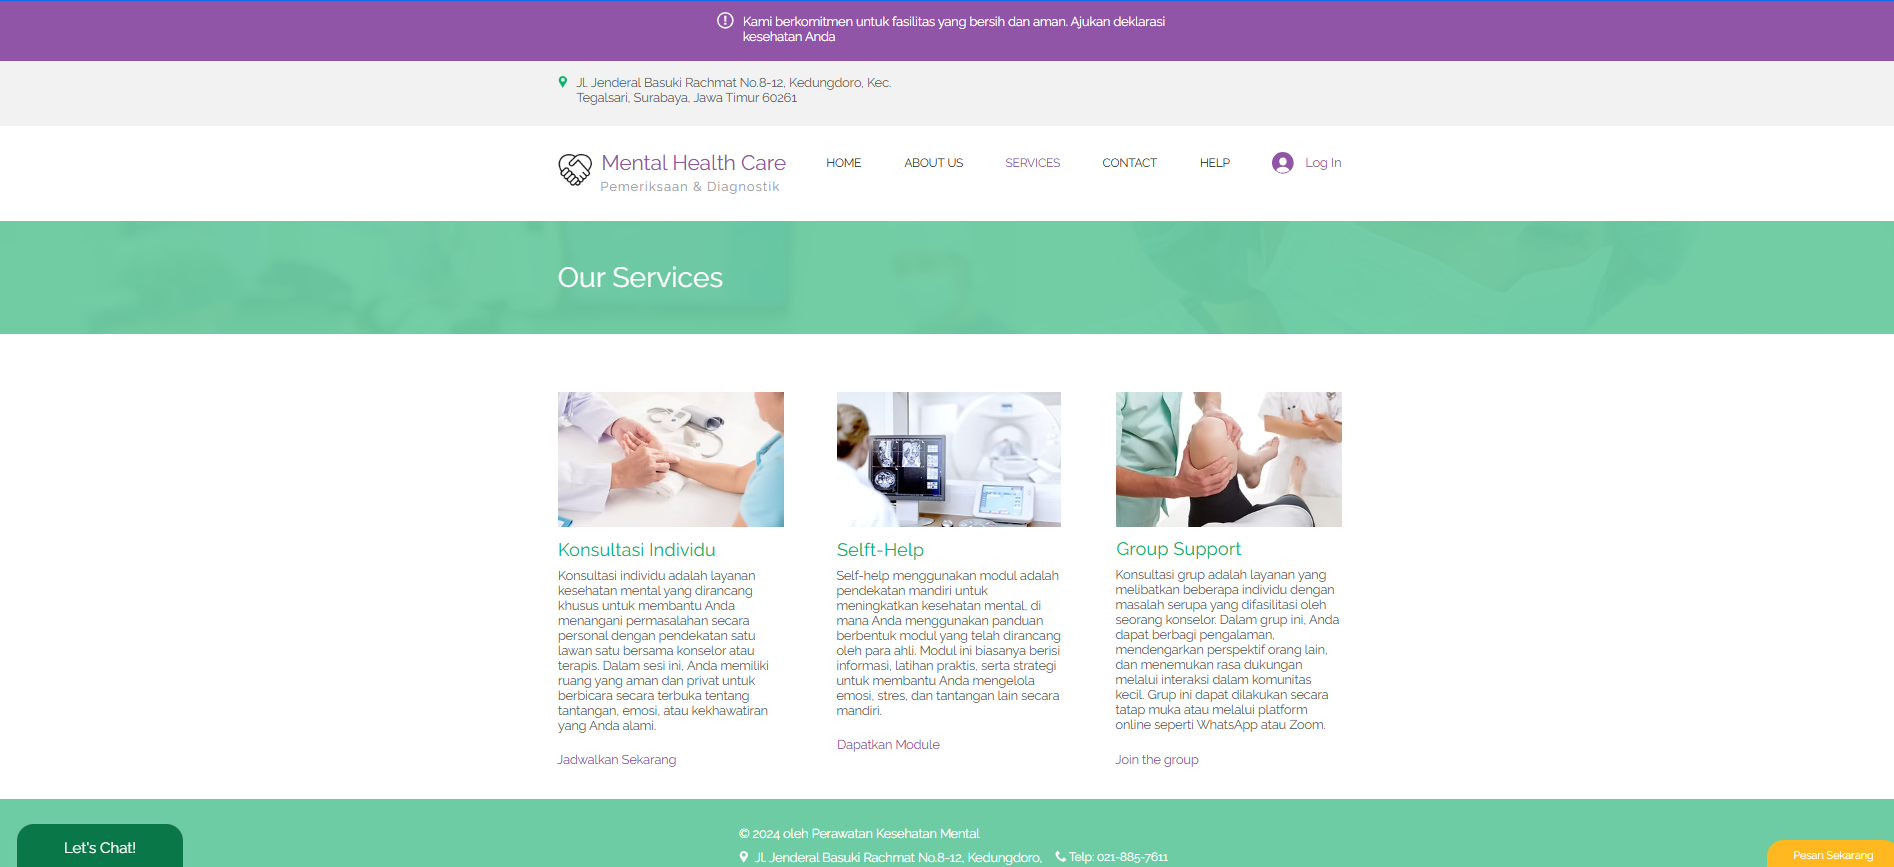 Kami berkomitmen untuk fasilitas yang bersih dan aman. Ajukan deklarasi
kesehatan Anda
Jl. Jenderal Basuki Rachmat No.8-12, Kedungdoro, Kec.
Tegalsari, Surabaya, Jawa Timur 60261
Mental Health Care
Pemeriksaan & Diagnostik
HOME
ABOUT US
SERVICES
CONTACT
HELP
Log In
Our Services
Konsultasi Individu
Konsultasi individu adalah layanan
kesehatan mental yang dirancang
khusus untuk membantu Anda
menangani permasalahan secara
personal dengan pendekatan satu
lawan satu bersama konselor atau
terapis. Dalam sesi ini, Anda memiliki
ruang yang aman dan privat untuk
berbicara secara terbuka tentang
tantangan, emosi, atau kekhawatiran
yang Anda alami.
Jadwalkan Sekarang
Selft-Help
Self-help menggunakan modul adalah
pendekatan mandiri untuk
meningkatkan kesehatan mental, di
mana Anda menggunakan panduan
berbentuk modul yang telah dirancang
oleh para ahli. Modul ini biasanya berisi
informasi, latihan praktis, serta strategi
untuk membantu Anda mengelola
emosi, stres, dan tantangan lain secara
mandiri.
Dapatkan Module
Group Support
Konsultasi grup adalah layanan yang
melibatkan beberapa individu dengan
masalah serupa yang difasilitasi oleh
seorang konselor. Dalam grup ini, Anda
dapat berbagi pengalaman,
mendengarkan perspektif orang lain,
dan menemukan rasa dukungan
melalui interaksi dalam komunitas
kecil. Grup ini dapat dilakukan secara
tatap muka atau melalui platform
online seperti WhatsApp atau Zoom.
Join the group
© 2024 oleh Perawatan Kesehatan Mental
Jl. Jenderal Basuki Rachmat No.8-12, Kedungdoro,
Telp: 021-885-7611
Let's Chat!
Pesan Sekarang